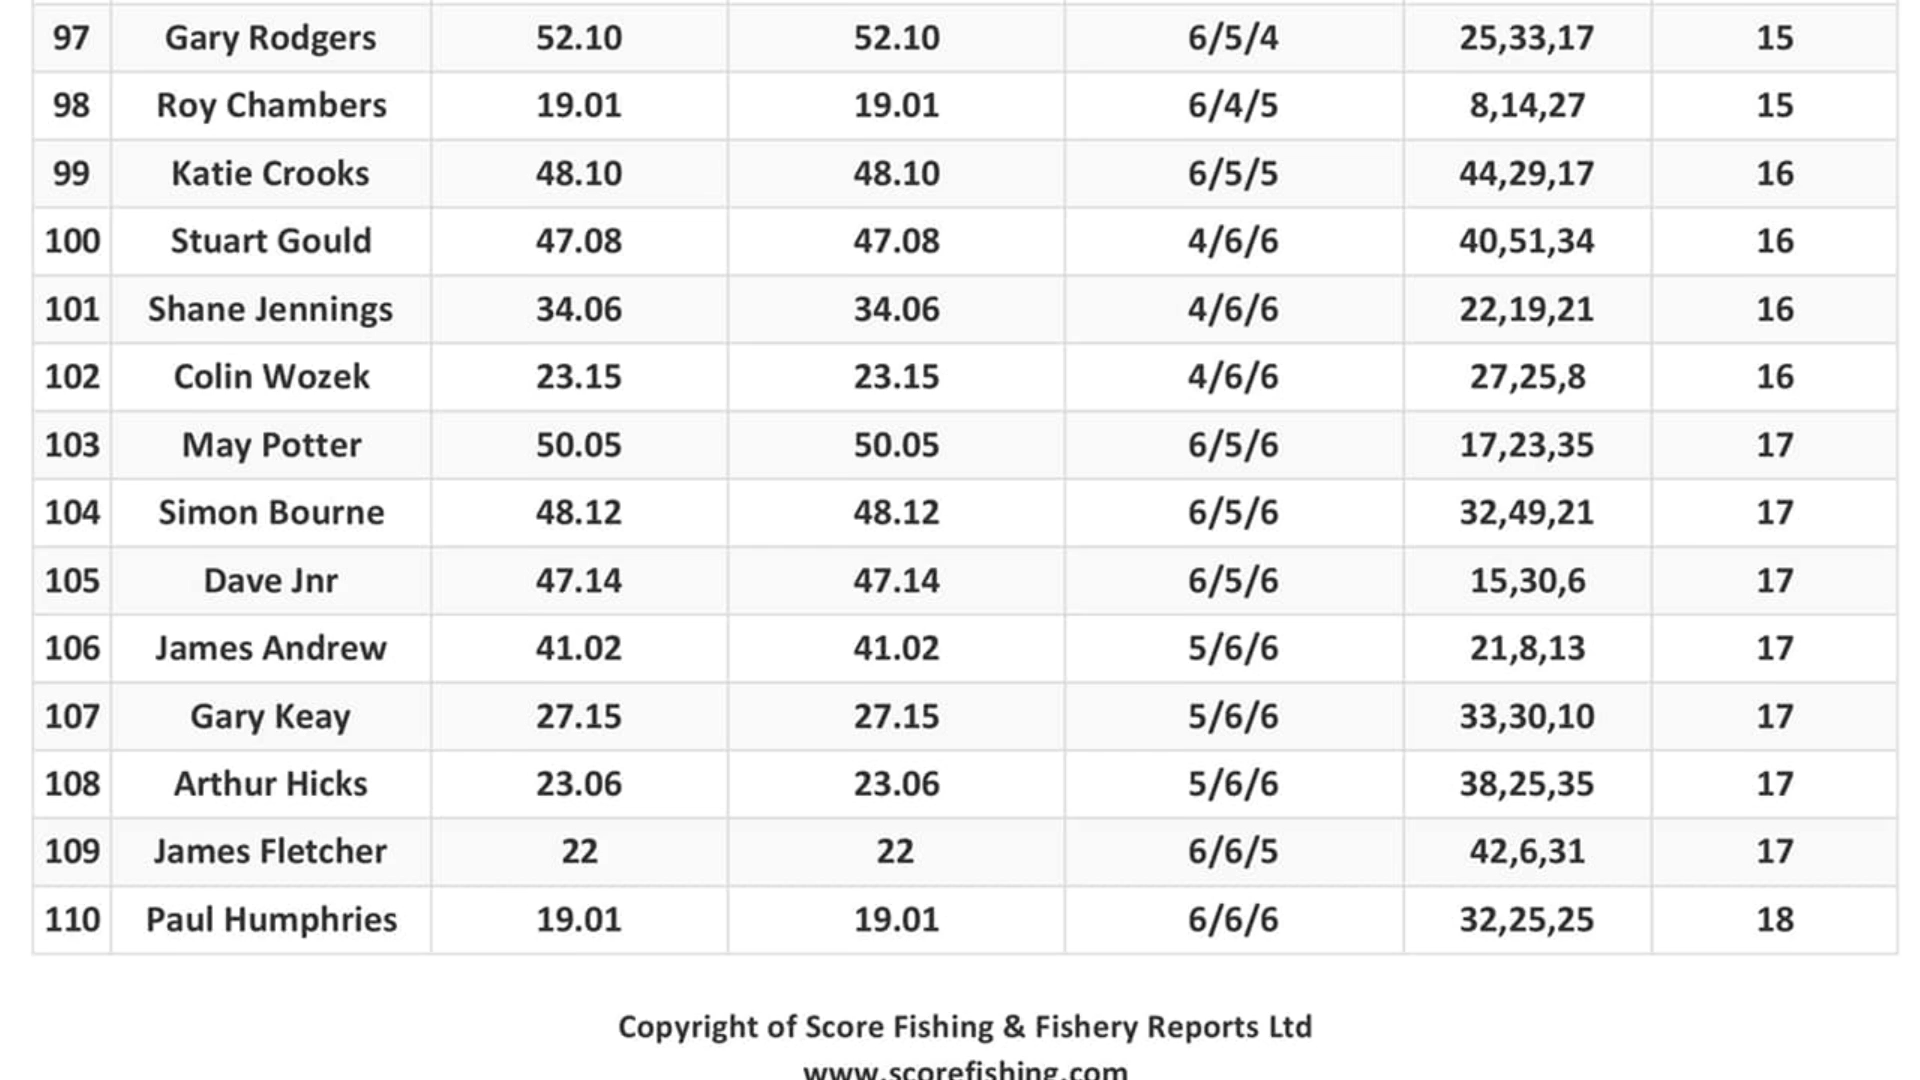 97 Gary Rodgers 52.10 52.10 6/5/4 25,33,17 15
98 Roy Chambers 19.01 19.01 6/4/5 8,14,27 15
99 Katie Crooks 48.10 48.10 6/5/5 44,29,17 16
100 Stuart Gould 47.08 47.08 4/6/6 40,51,34 16
101 Shane Jennings 34.06 34.06 4/6/6 22,19,21 16
102 Colin Wozek 23.15 23.15 4/6/6 27,25,8 16
103 May Potter 50.05 50.05 6/5/6 17,23,35 17
104 Simon Bourne 48.12 48.12 6/5/6 32,49,21 17
105 Dave Jnr 47.14 47.14 6/5/6 15,30,6 17
106 James Andrew 41.02 41.02 5/6/6 21,8,13 17
107 Gary Keay 27.15 27.15 5/6/6 33,30,10 17
108 Arthur Hicks 23.06 23.06 5/6/6 38,25,35 17
109 James Fletcher 22 22 6/6/5 42,6,31 17
110 Paul Humphries 19.01 19.01 6/6/6 32,25,25 18
Copyright of Score Fishing & Fishery Reports Ltd
www.scorefishing.com